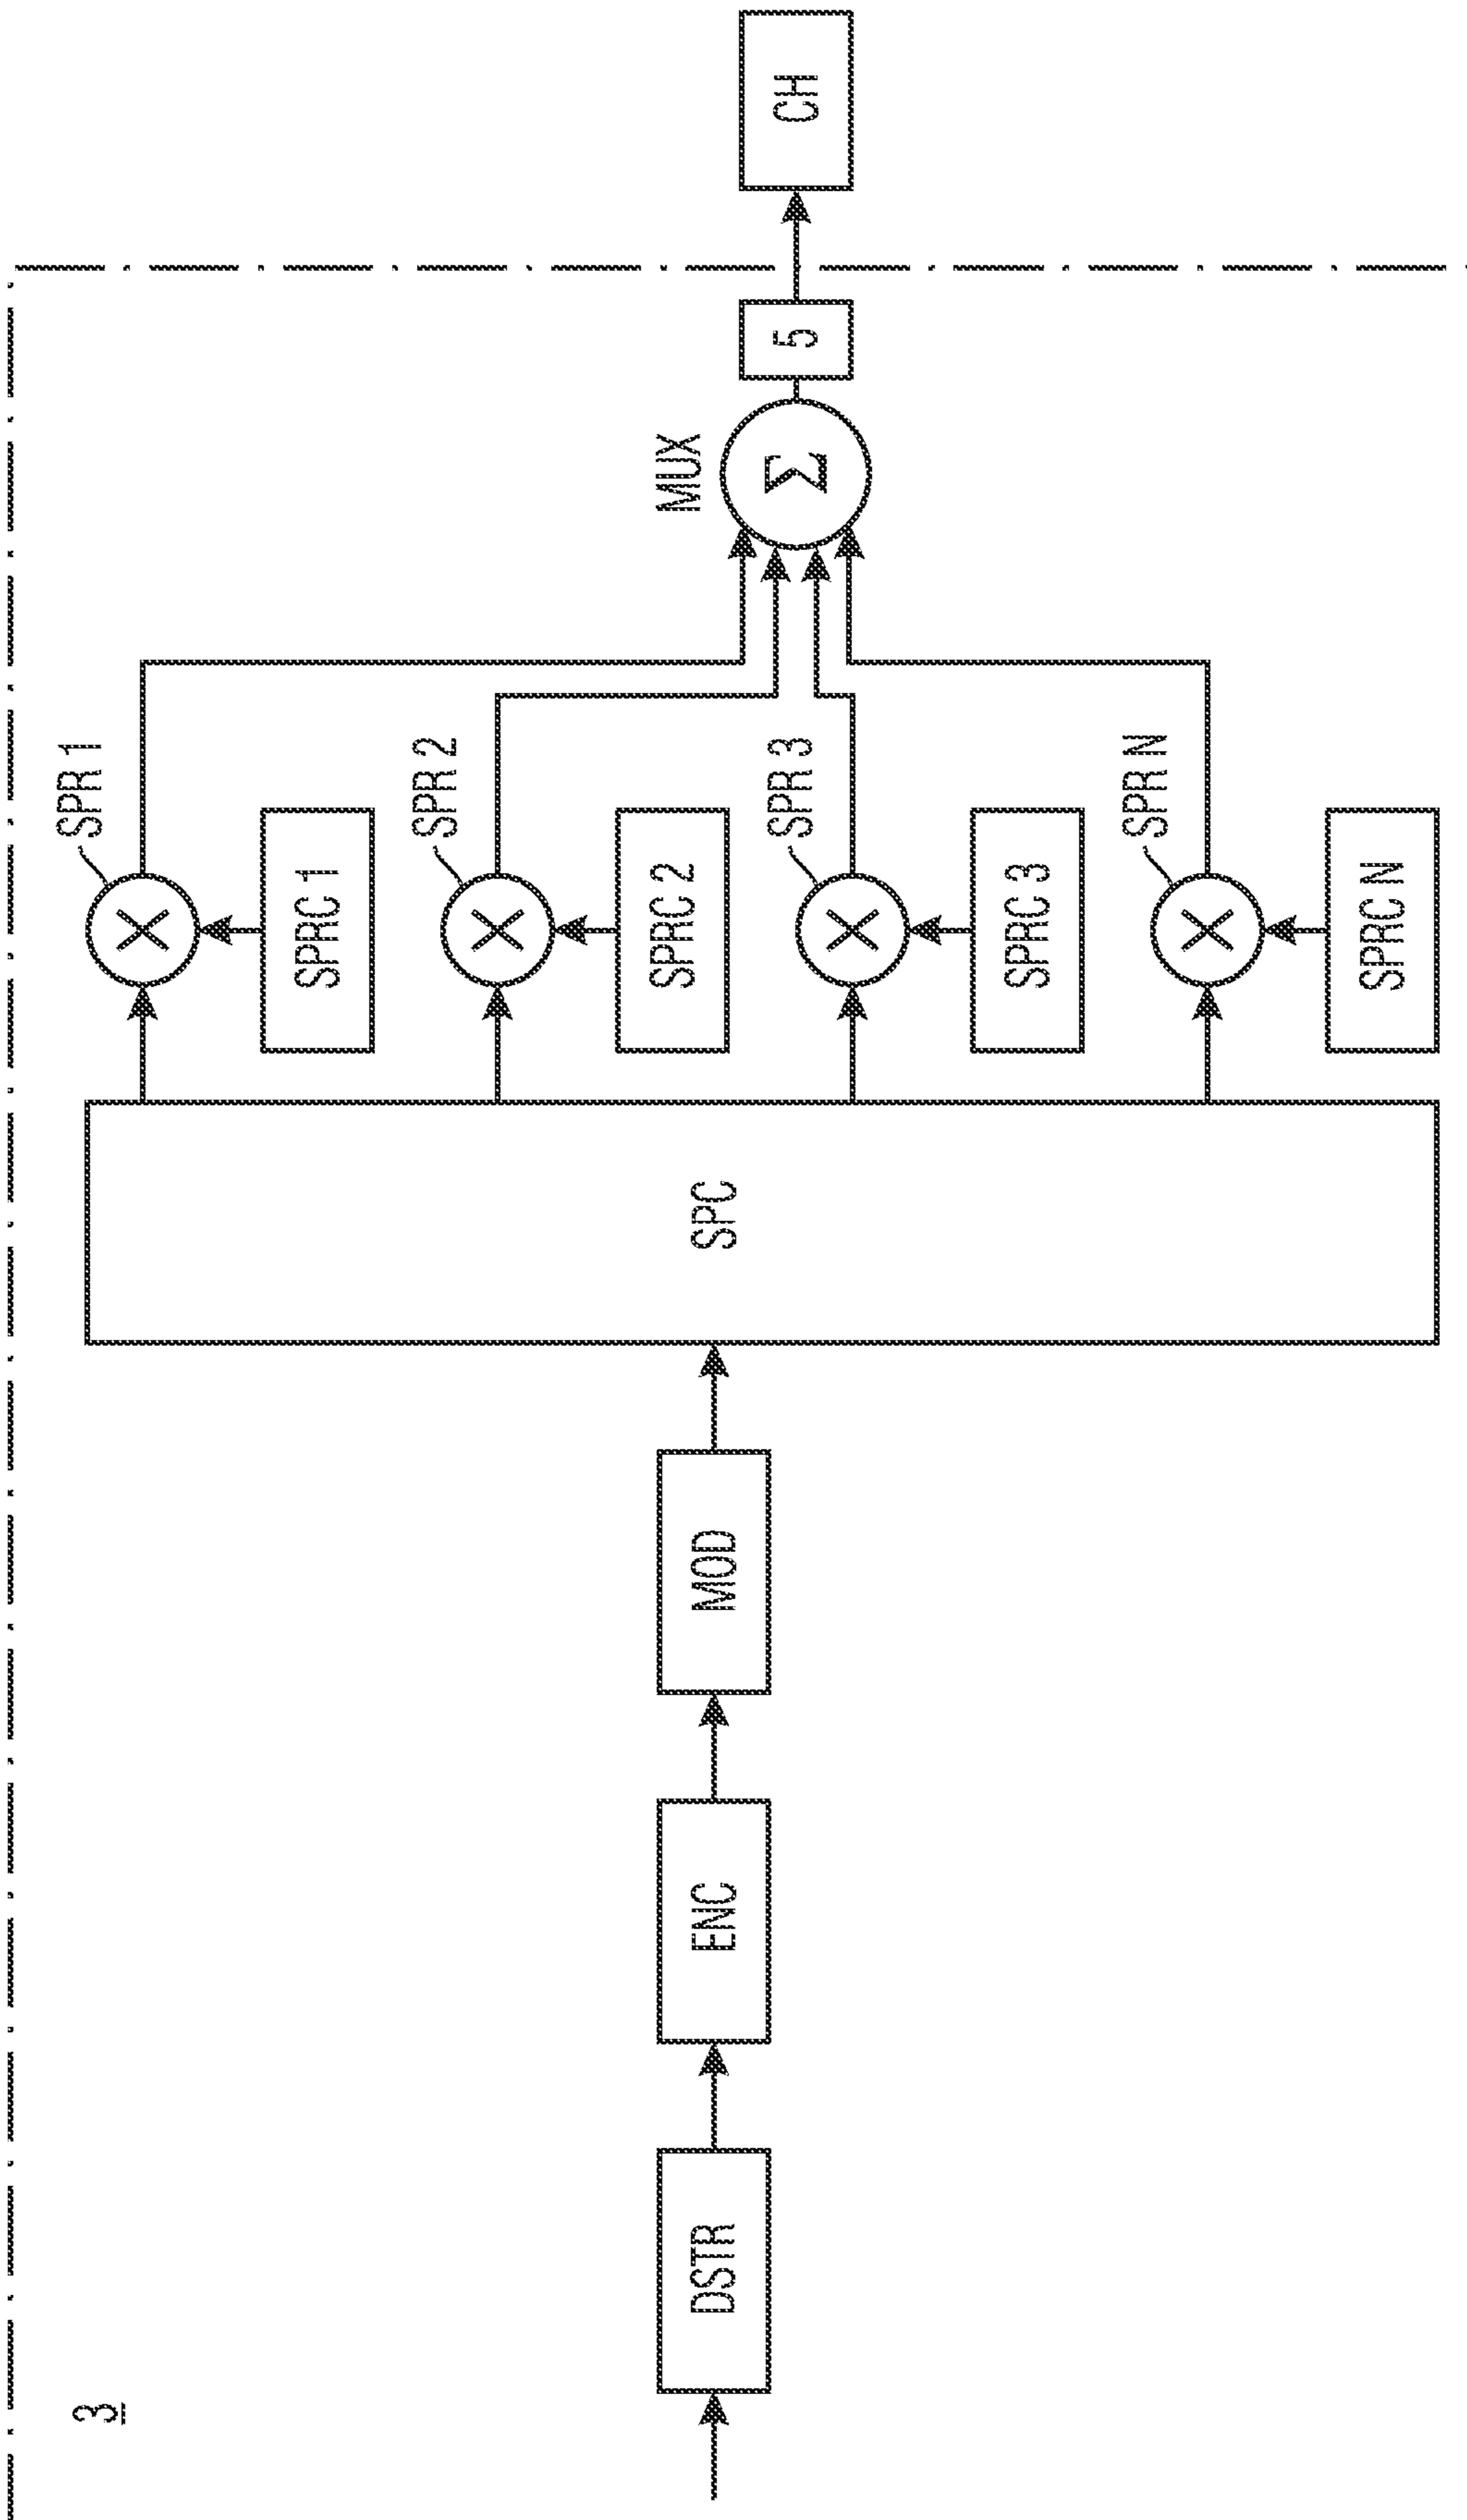 3
DSTR
ENC
MOD
SPC
SPR 1
SPRC 1
SPR 2
SPRC 2
SPR 3
SPRC 3
SPR N
SPRC N
MUX
Σ
5
CH